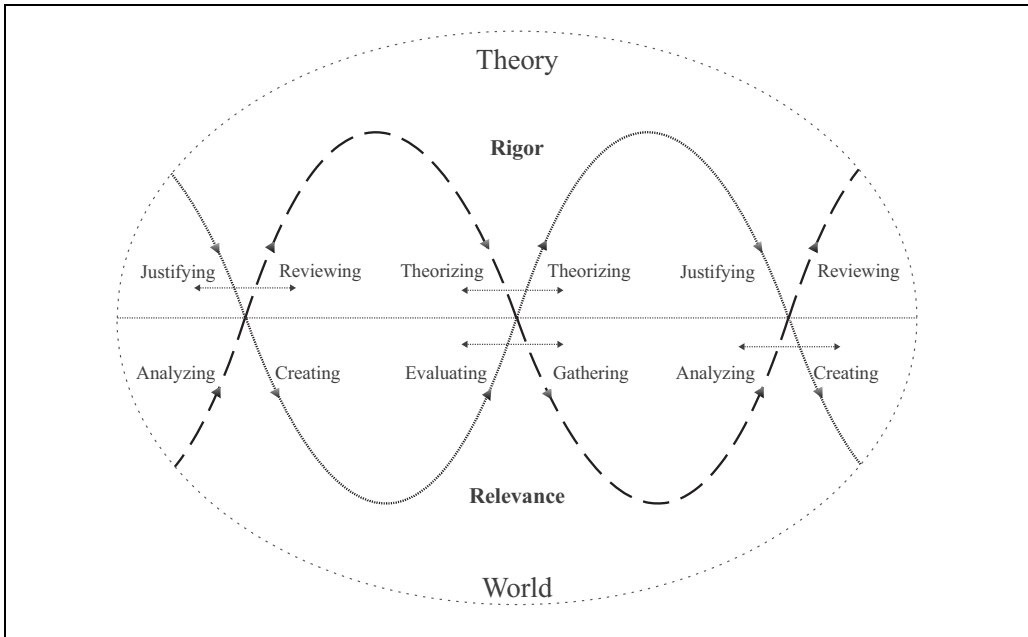 Theory
Rigor
Justifying Reviewing Theorizing Theorizing Justifying Reviewing
Analyzing Creating Evaluating Gathering Analyzing Creating
Relevance
World